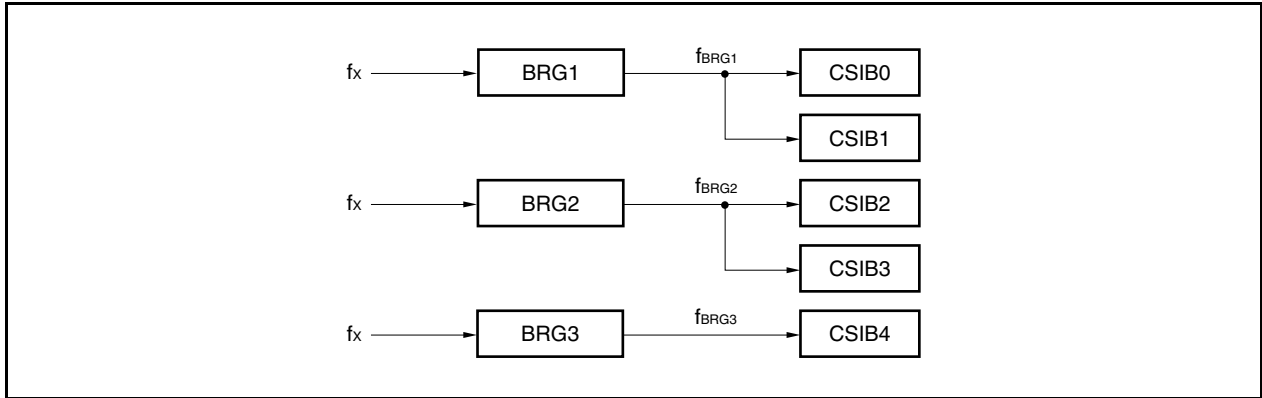 fX BRG1 fBRG1 CSIB0
CSIB1
fX BRG2 fBRG2 CSIB2
CSIB3
fX BRG3 fBRG3 CSIB4